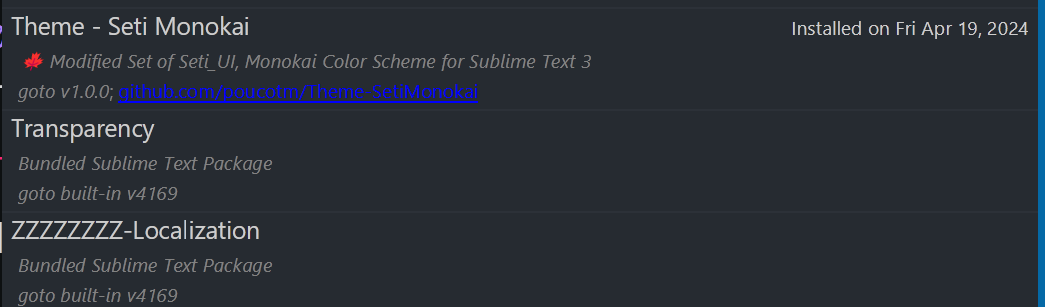 Theme - Seti Monokai Installed on Fri Apr 19, 2024
🍁 Modified Set of Seti_UI, Monokai Color Scheme for Sublime Text 3
goto v1.0.0; github.com/poucotm/Theme-SetiMonokai
Transparency
Bundled Sublime Text Package
goto built-in v4169
ZZZZZZZZ-Localization
Bundled Sublime Text Package
goto built-in v4169